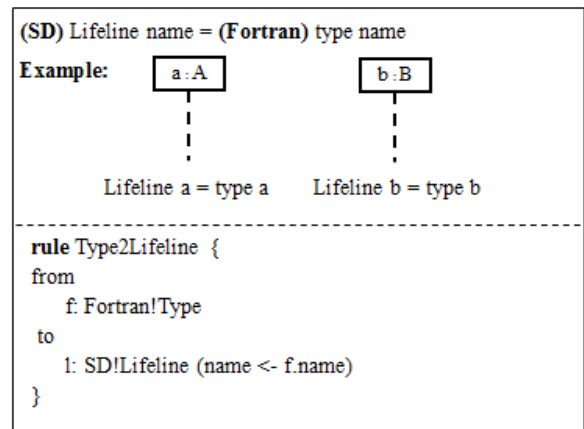 (SD) Lifeline name = (Fortran) type name
Example: a :A b :B
Lifeline a = type a Lifeline b = type b
rule Type2Lifeline {
from
f: Fortran!Type
to
l: SD!Lifeline (name <- f.name)
}